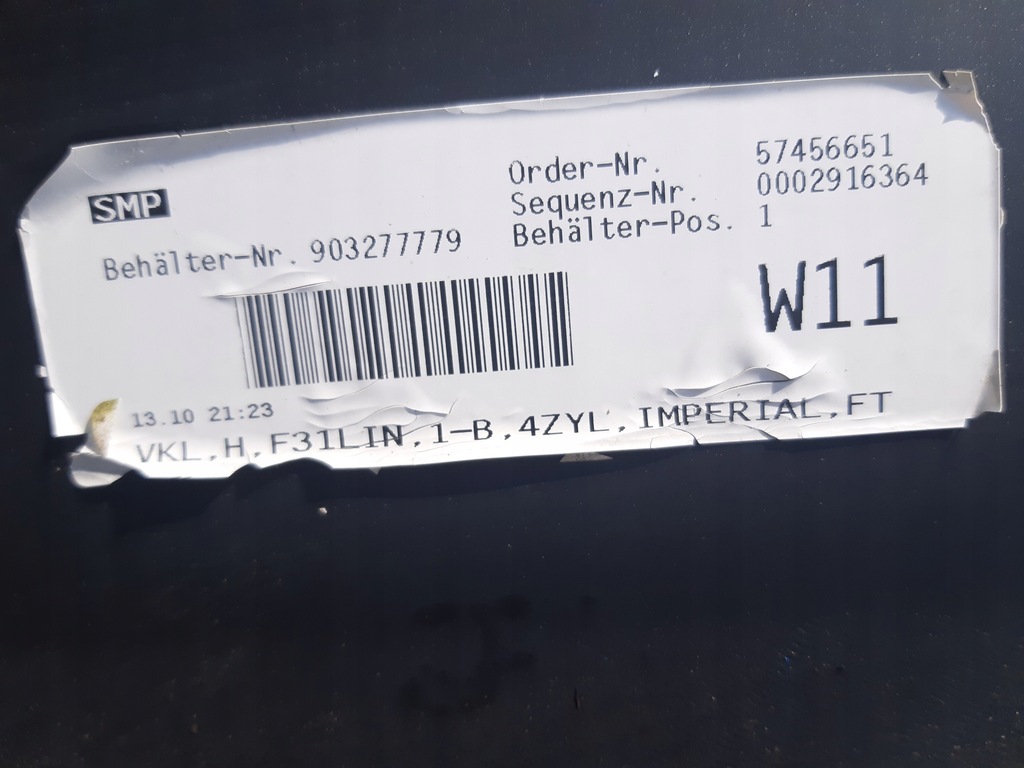 SMP
Order-Nr. 57456651
Sequenz-Nr. 0002916364
Behälter-Pos. 1
Behälter-Nr. 903277779
W11
13.10 21:23
VKL,H,F31LIN,1-B,4ZYL,IMPERIAL,FT